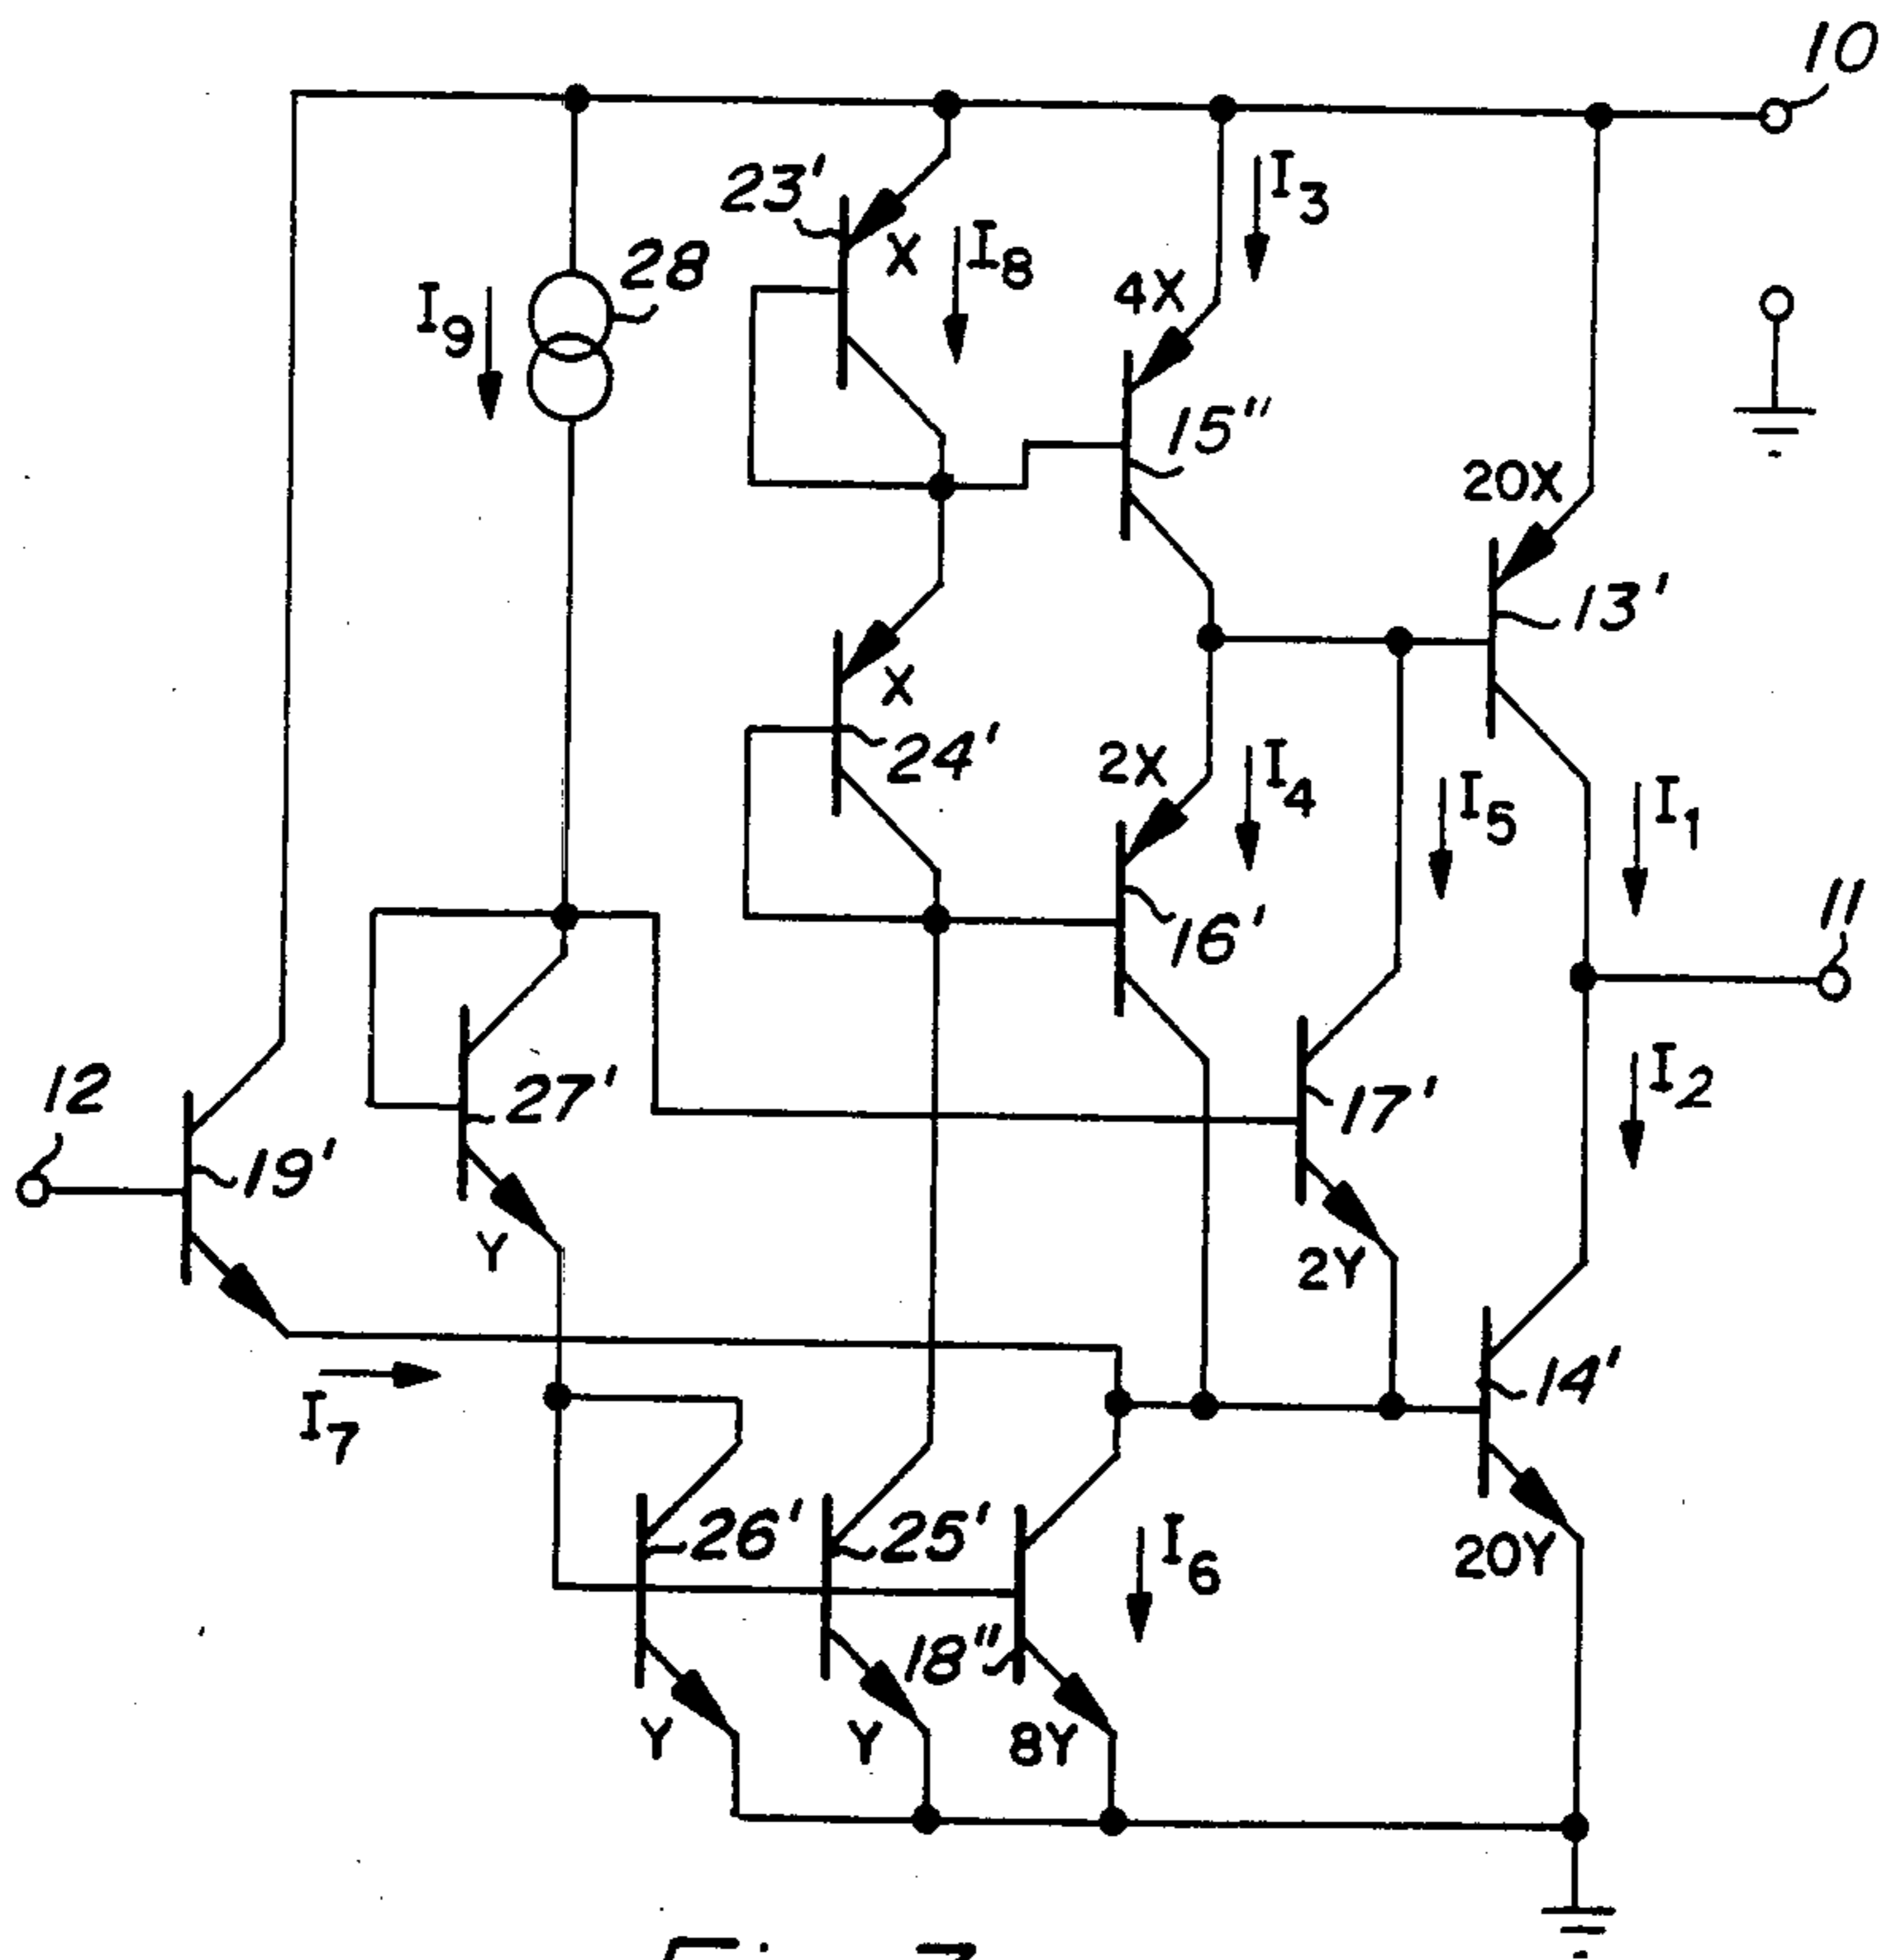 10
23'
I3
28
X
I8
4X
I9
15"
20X
13'
X
24'
2X
I4
I5
I1
16'
11
12
27'
17'
I2
19'
Y
2Y
14'
I7
26'
25'
I6
20Y
18"
Y
Y
8Y